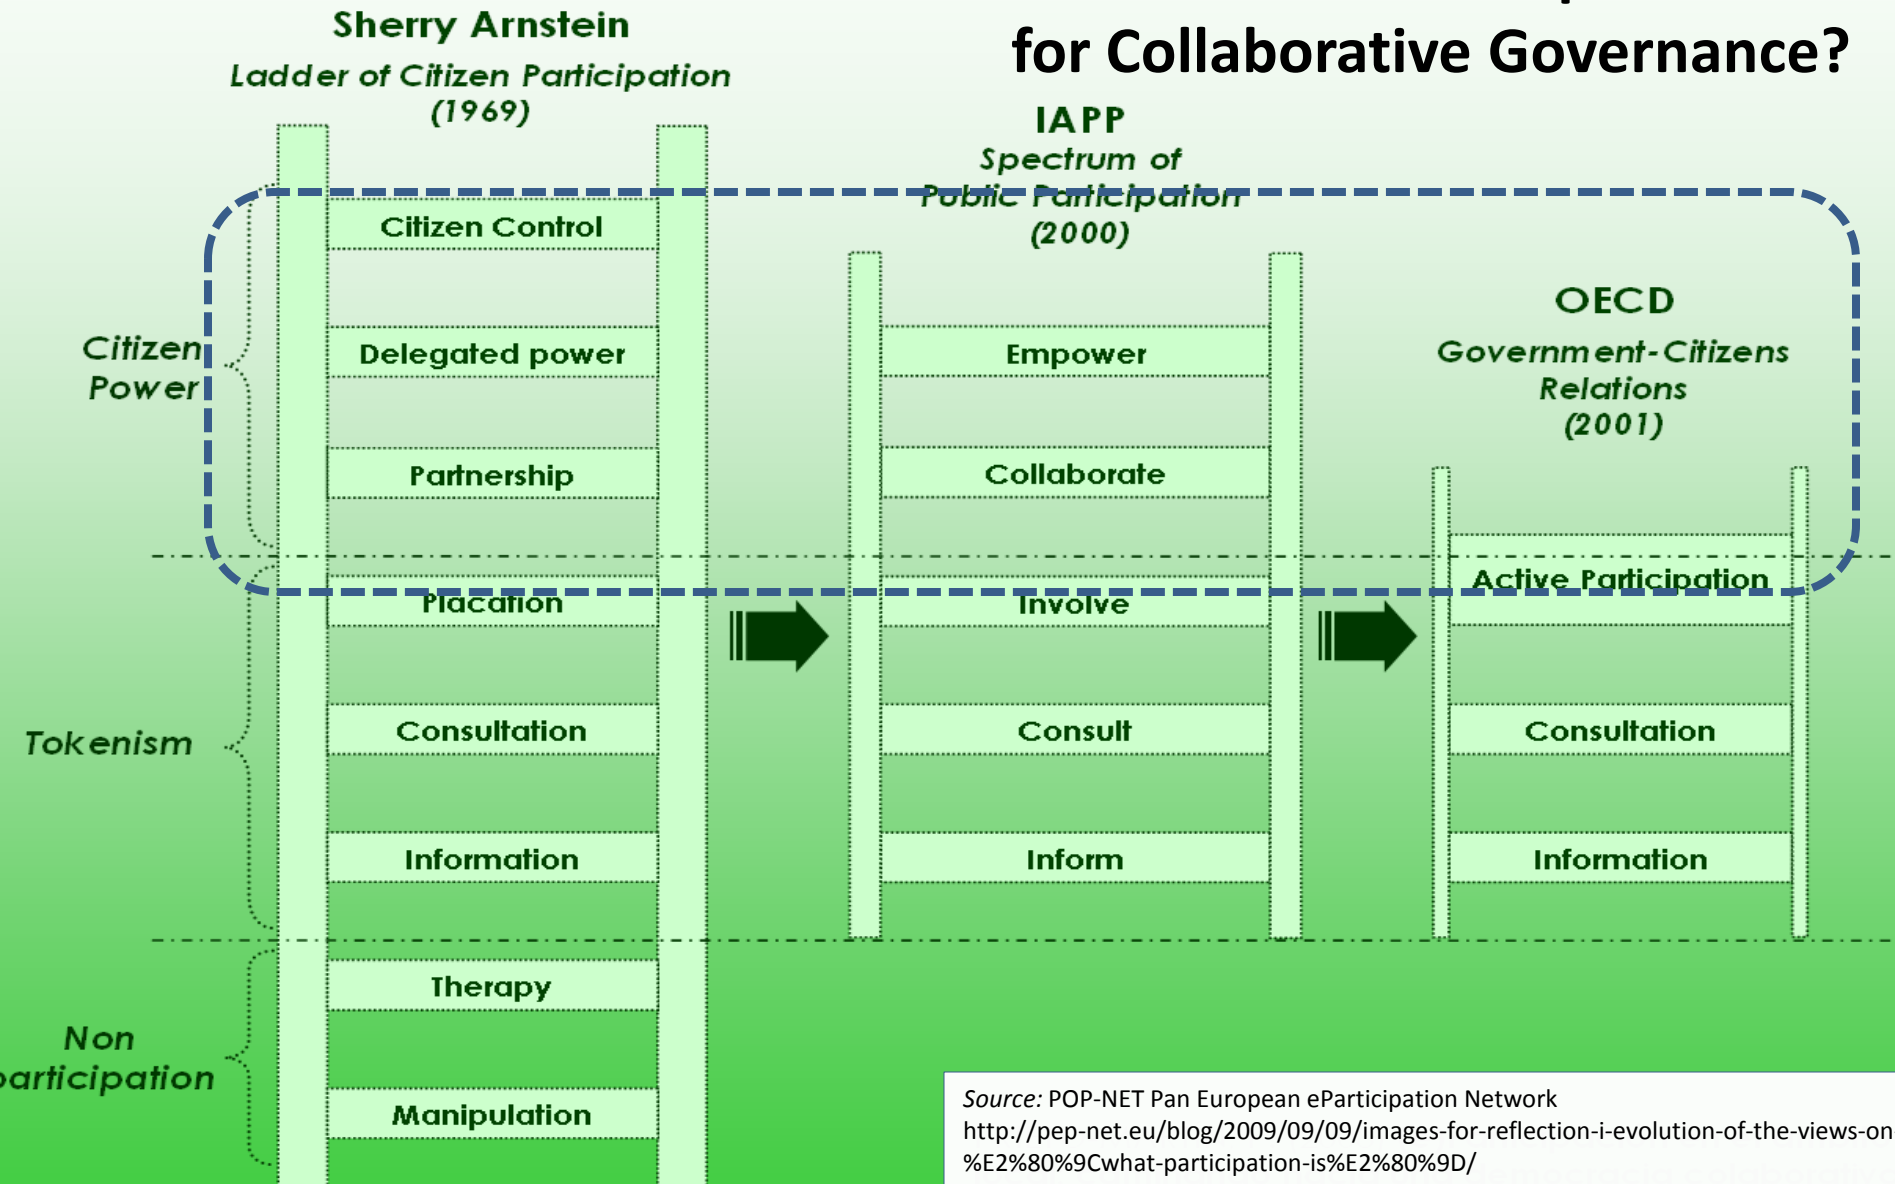 for Collaborative Governance?
Sherry Arnstein
Ladder of Citizen Participation
(1969)
IAPP
Spectrum of
Public Participation
(2000)
OECD
Government-Citizens
Relations
(2001)
Citizen
Power
Citizen Control
Delegated power
Partnership
Empower
Collaborate
Tokenism
Placation
Consultation
Information
Involve
Consult
Inform
Active Participation
Consultation
Information
Non
participation
Therapy
Manipulation
Source: POP-NET Pan European eParticipation Network
http://pep-net.eu/blog/2009/09/09/images-for-reflection-i-evolution-of-the-views-on-
%E2%80%9Cwhat-participation-is%E2%80%9D/